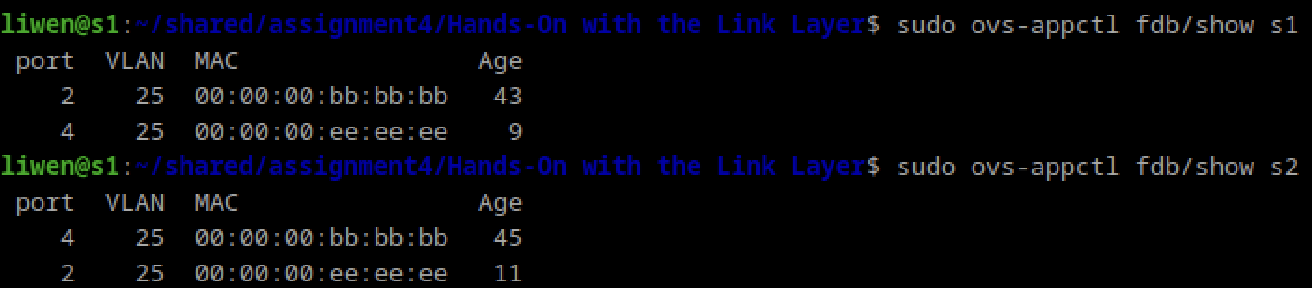 liwen@s1:~/shared/assignment4/Hands-On with the Link Layer$ sudo ovs-appctl fdb/show s1
 port  VLAN  MAC                Age
    2    25  00:00:00:bb:bb:bb   43
    4    25  00:00:00:ee:ee:ee    9
liwen@s1:~/shared/assignment4/Hands-On with the Link Layer$ sudo ovs-appctl fdb/show s2
 port  VLAN  MAC                Age
    4    25  00:00:00:bb:bb:bb   45
    2    25  00:00:00:ee:ee:ee   11